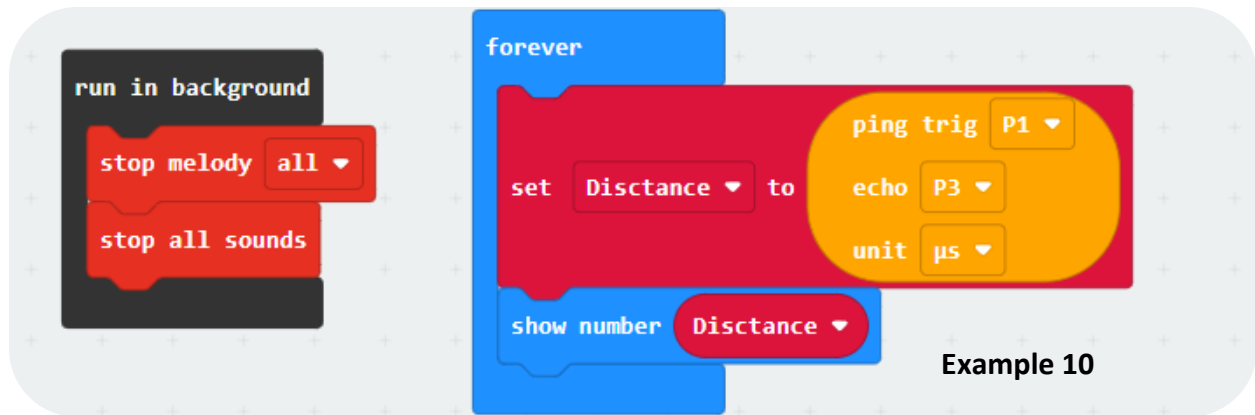 run in background
stop melody all
stop all sounds
forever
set Disctance to
ping trig P1
echo P3
unit µs
show number Disctance
Example 10